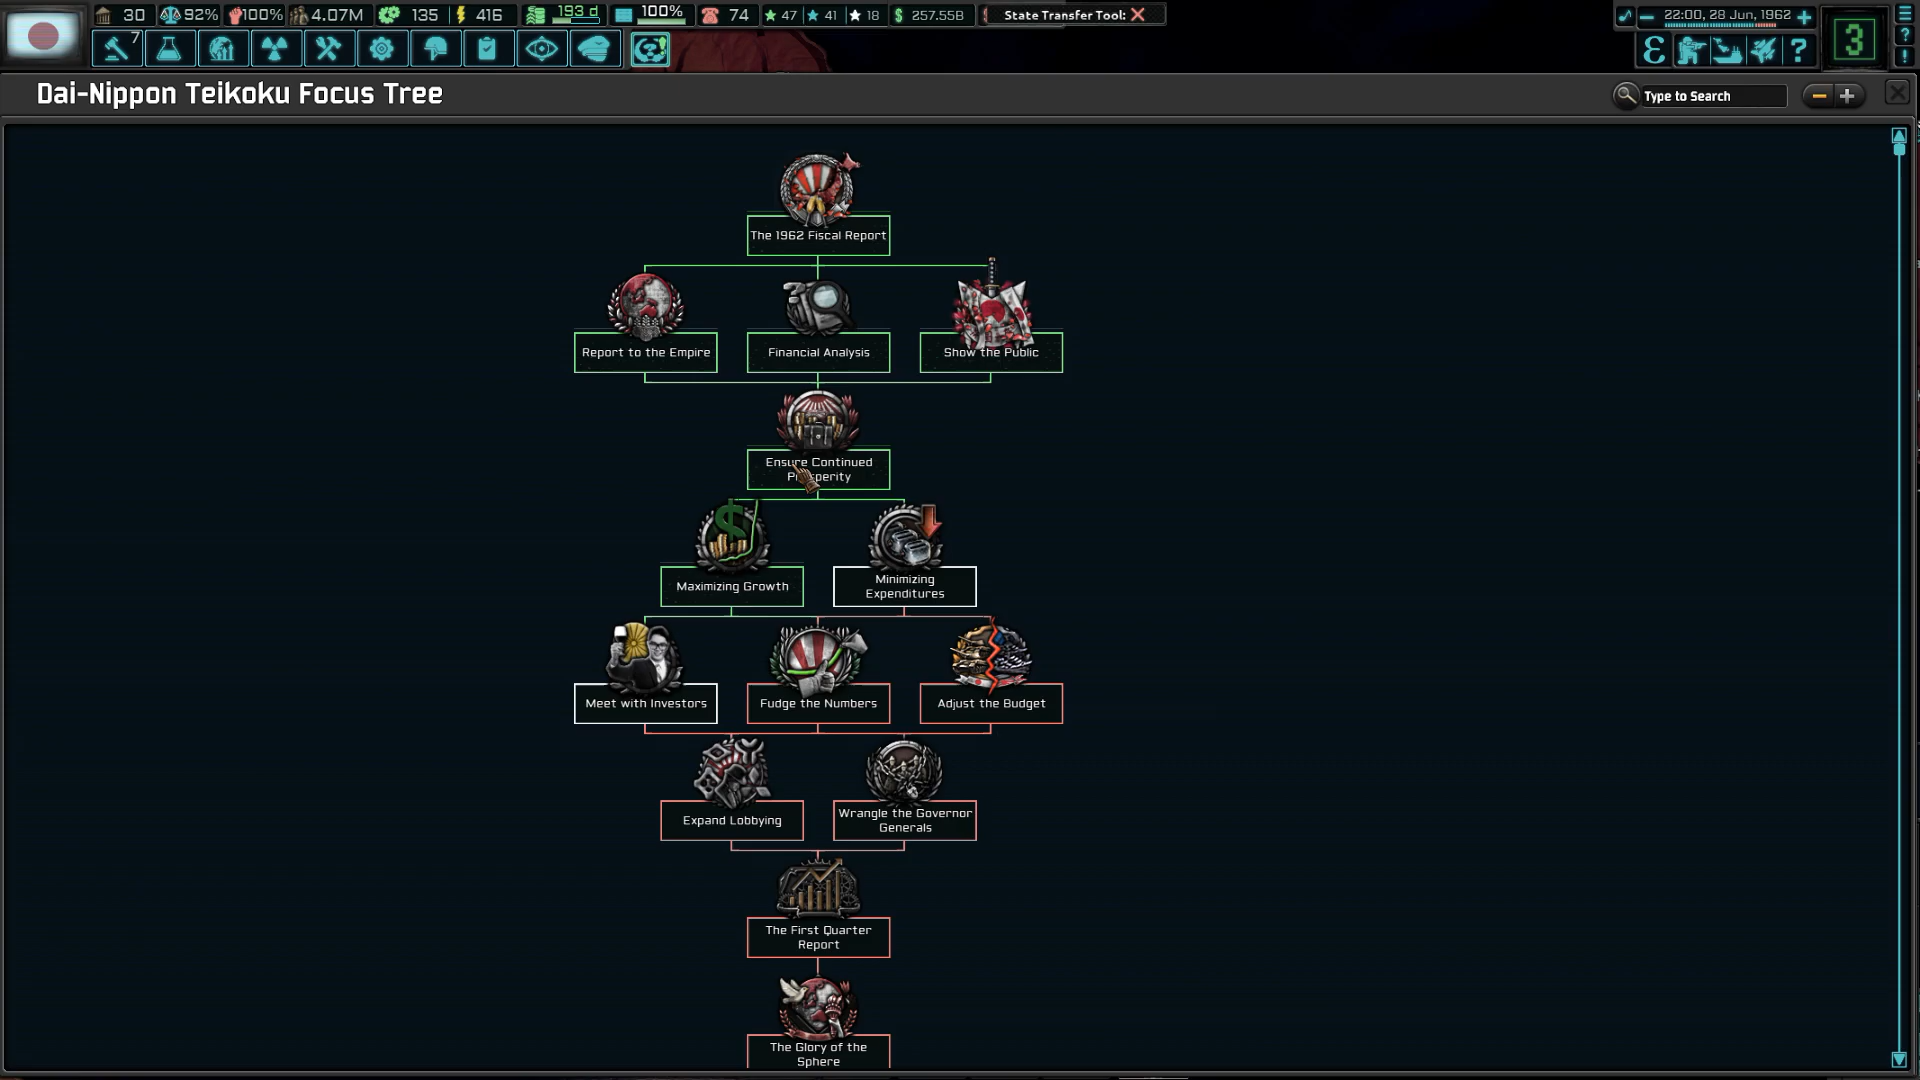 30 92% 100% 4.07M 135 416 193 d 100% 74 47 41 18 $ 257.55B State Transfer Tool: 22:00, 28 Jun, 1962
7
3
Dai-Nippon Teikoku Focus Tree
Type to Search
The 1962 Fiscal Report
Report to the Empire
Financial Analysis
Show the Public
Ensure Continued
Prosperity
Maximizing Growth
Minimizing
Expenditures
Meet with Investors
Fudge the Numbers
Adjust the Budget
Expand Lobbying
Wrangle the Governor
Generals
The First Quarter
Report
The Glory of the
Sphere